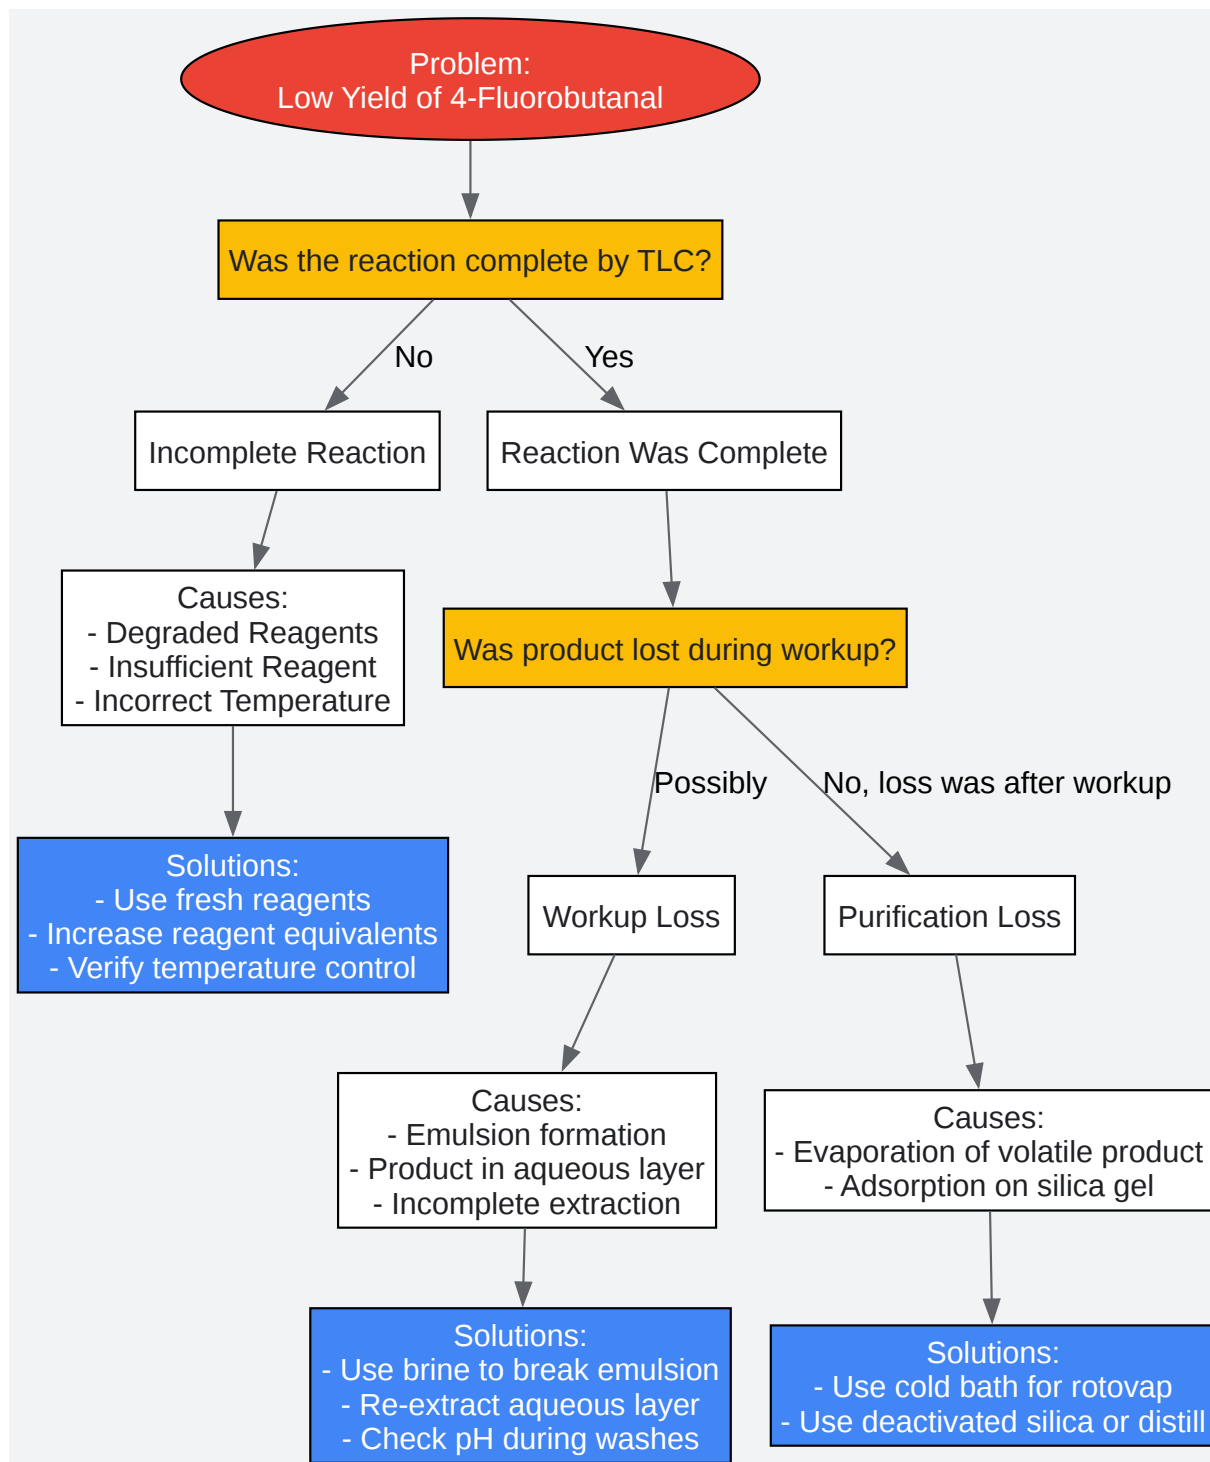 Problem:
Low Yield of 4-Fluorobutanal
Was the reaction complete by TLC?
No
Yes
Incomplete Reaction
Reaction Was Complete
Causes:
- Degraded Reagents
- Insufficient Reagent
- Incorrect Temperature
Was product lost during workup?
Possibly
No, loss was after workup
Solutions:
- Use fresh reagents
- Increase reagent equivalents
- Verify temperature control
Workup Loss
Purification Loss
Causes:
- Emulsion formation
- Product in aqueous layer
- Incomplete extraction
Causes:
- Evaporation of volatile product
- Adsorption on silica gel
Solutions:
- Use brine to break emulsion
- Re-extract aqueous layer
- Check pH during washes
Solutions:
- Use cold bath for rotovap
- Use deactivated silica or distill